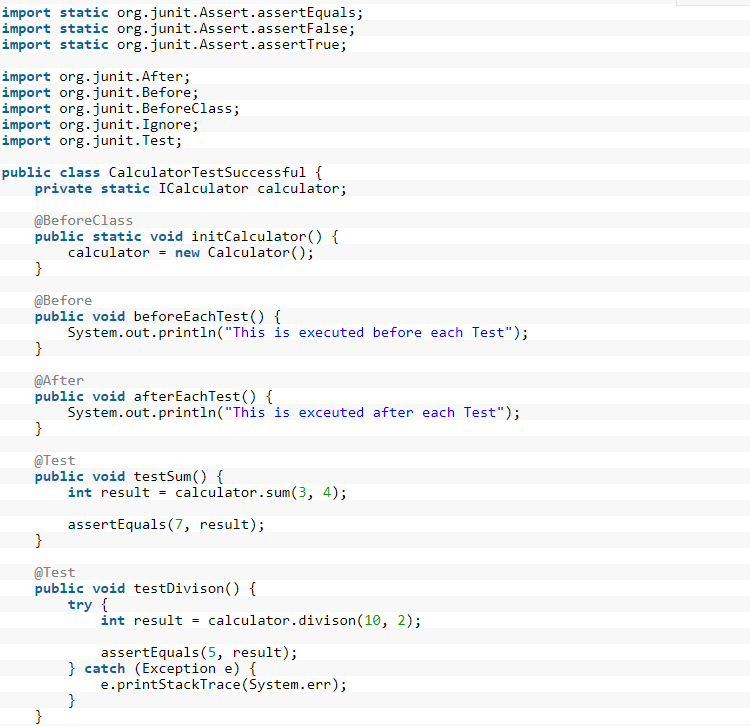 import static org.junit.Assert.assertEquals;
import static org.junit.Assert.assertFalse;
import static org.junit.Assert.assertTrue;

import org.junit.After;
import org.junit.Before;
import org.junit.BeforeClass;
import org.junit.Ignore;
import org.junit.Test;

public class CalculatorTestSuccessful {
    private static ICalculator calculator;

    @BeforeClass
    public static void initCalculator() {
        calculator = new Calculator();
    }

    @Before
    public void beforeEachTest() {
        System.out.println("This is executed before each Test");
    }

    @After
    public void afterEachTest() {
        System.out.println("This is exceuted after each Test");
    }

    @Test
    public void testSum() {
        int result = calculator.sum(3, 4);

        assertEquals(7, result);
    }

    @Test
    public void testDivison() {
        try {
            int result = calculator.divison(10, 2);

            assertEquals(5, result);
        } catch (Exception e) {
            e.printStackTrace(System.err);
        }
    }